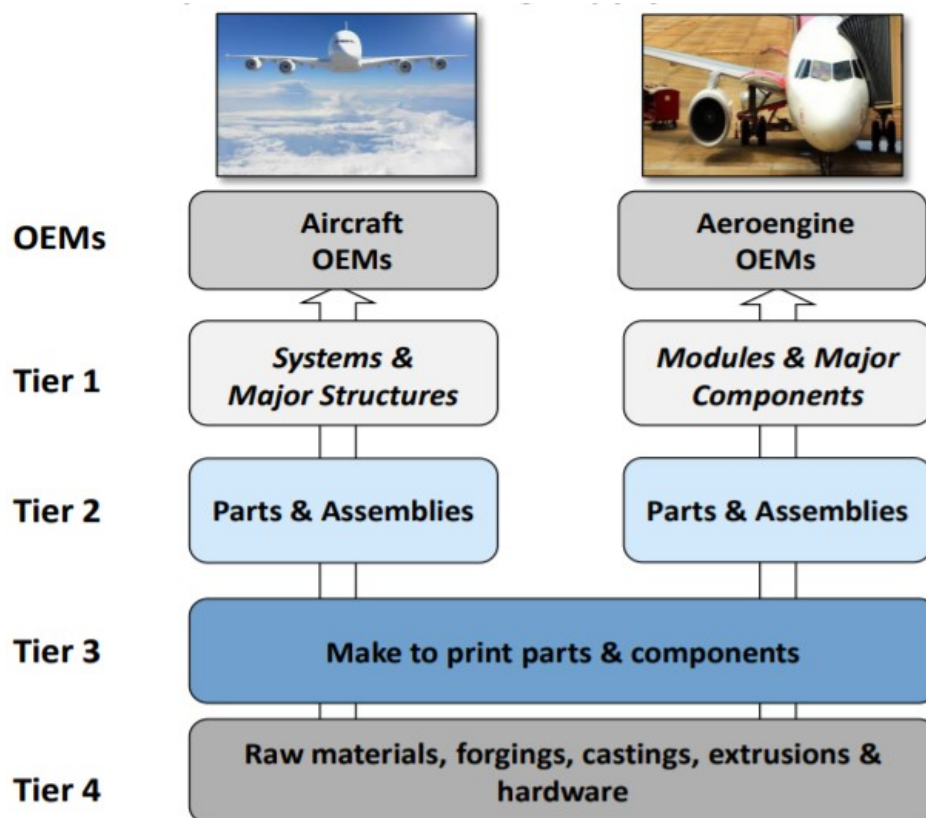 OEMs
Aircraft
OEMs
Aeroengine
OEMs
Tier 1
Systems &
Major Structures
Modules & Major
Components
Tier 2
Parts & Assemblies
Parts & Assemblies
Tier 3
Make to print parts & components
Tier 4
Raw materials, forgings, castings, extrusions &
hardware